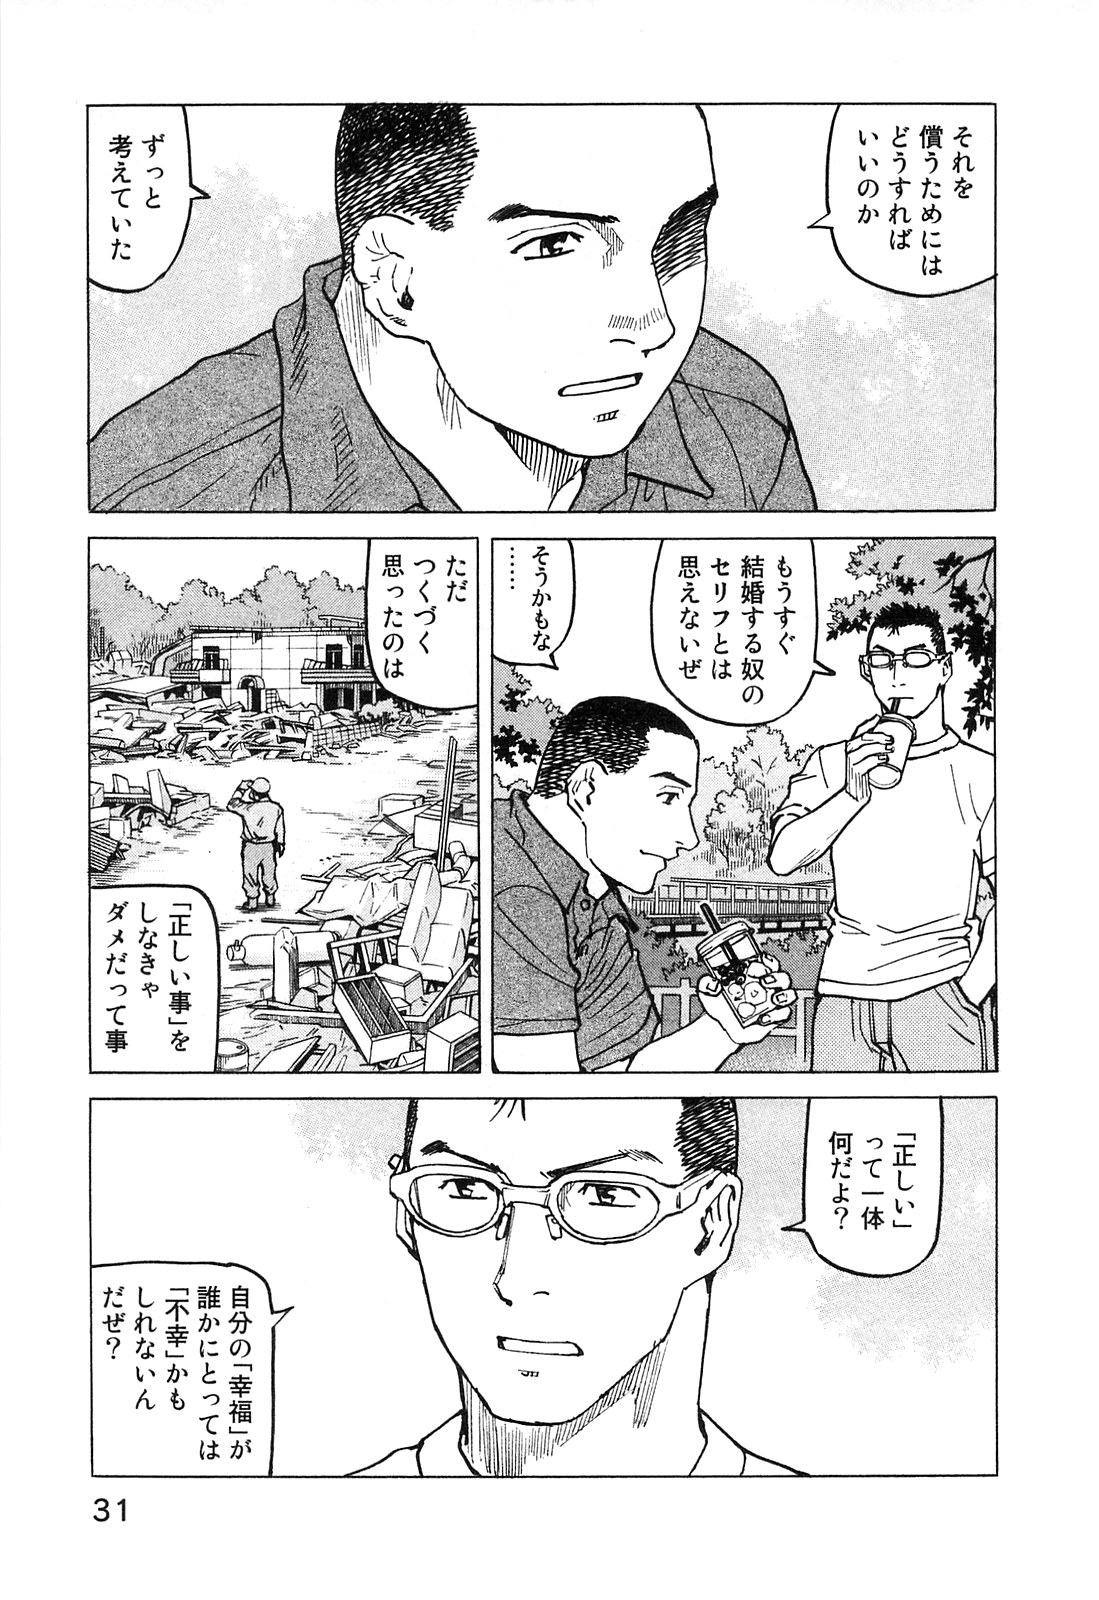 それを
償うためには
どうすれば
いいのか
ずっと
考えていた
もうすぐ
結婚する奴の
セリフとは
思えないぜ
そうかもな
……
ただ
つくづく
思ったのは
「正しい事」を
しなきゃ
ダメだって事
「正しい」
って一体
何だよ?
自分の「幸福」が
誰かにとっては
「不幸」かも
しれないん
だぜ?
31